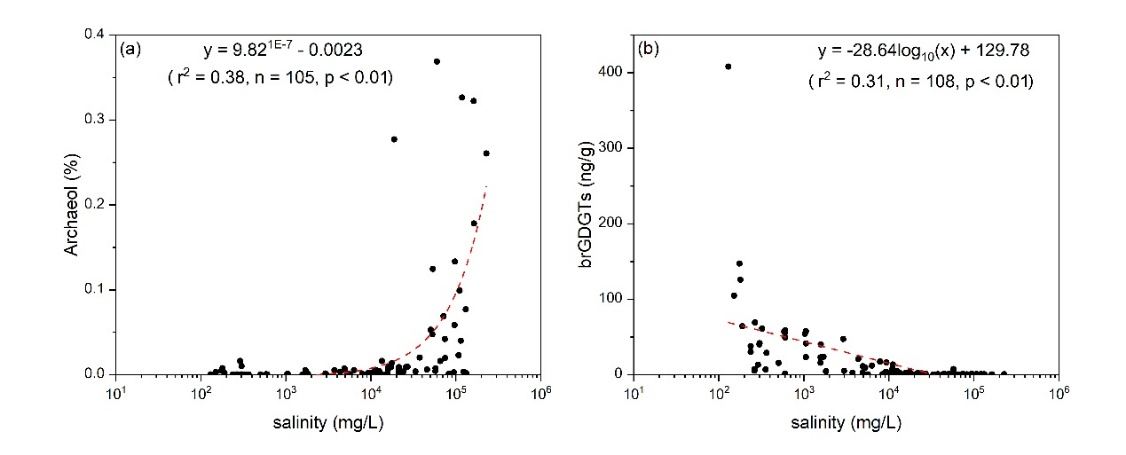 (a)
y = 9.82^1E-7 - 0.0023
( r² = 0.38, n = 105, p < 0.01)
0.4
0.3
0.2
0.1
0.0
Archaeol (%)
10¹ 10² 10³ 10⁴ 10⁵ 10⁶
salinity (mg/L)
(b)
y = -28.64log₁₀(x) + 129.78
( r² = 0.31, n = 108, p < 0.01)
400
300
200
100
0
brGDGTs (ng/g)
10¹ 10² 10³ 10⁴ 10⁵ 10⁶
salinity (mg/L)